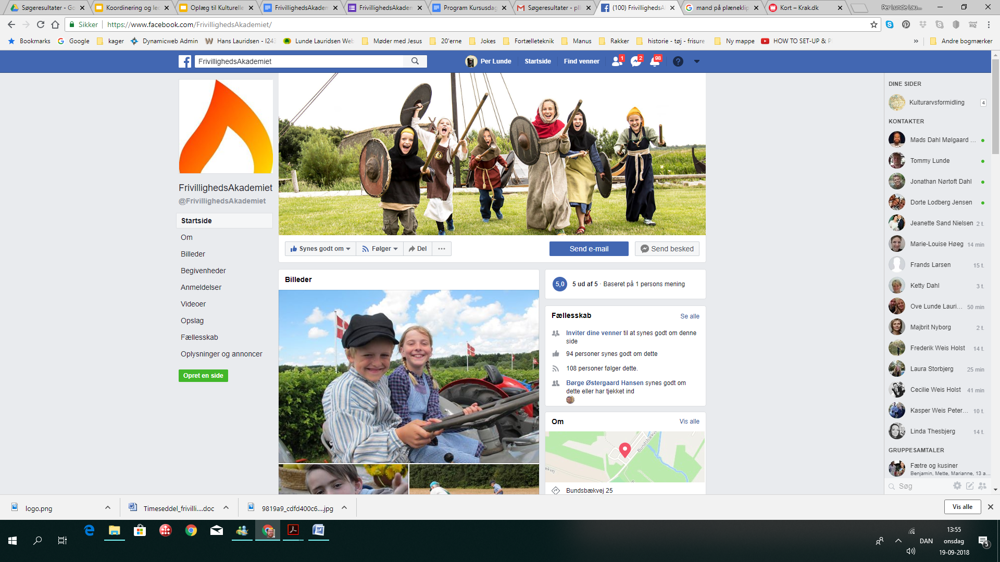 Søgeresultater - Go
Koordinering og led
Oplæg til Kulturelle
FrivillighedsAkadem
FrivillighedsAkadem
Program Kursusdag
Søgeresultater - pll
(100) FrivillighedsA
mand på plæneklip
Kort – Krak.dk
Per Lunde Lau...
Sikker
https://www.facebook.com/FrivillighedsAkademiet/
Bookmarks
Google
kager
Dynamicweb Admin
Hans Lauridsen - I243
Lunde Lauridsen Web
Møder med Jesus
20'erne
Jokes
Fortælleteknik
Manus
Rakker
historie - tøj - frisure
Ny mappe
HOW TO SET-UP & P
»
Andre bogmærker
FrivillighedsAkademiet
Per Lunde
Startside
Find venner
1
2
98
FrivillighedsAkademiet
@FrivillighedsAkademiet
Startside
Om
Billeder
Begivenheder
Anmeldelser
Videoer
Opslag
Fællesskab
Oplysninger og annoncer
Opret en side
Synes godt om
Følger
Del
Send e-mail
Send besked
Billeder
5,0
5 ud af 5 · Baseret på 1 persons mening
Fællesskab
Se alle
Inviter dine venner til at synes godt om denne
side
94 personer synes godt om dette
108 personer følger dette.
Børge Østergaard Hansen synes godt om
dette eller har tjekket ind
Om
Vis alle
Bundsbækvej
Bundsbækvej 25
DINE SIDER
Kulturarvsformidling
4
KONTAKTER
Mads Dahl Mølgaard ...
Tommy Lunde
Jonathan Nørtoft Dahl
Dorte Lodberg Jensen
Jeanette Sand Nielsen 2 t.
Marie-Louise Høeg 14 min
Frands Larsen 15 t.
Ketty Dahl 3 t.
Ove Lunde Lauri... 50 min
Majbrit Nyborg 2 t.
Frederik Weis Holst 14 t.
Laura Storbjerg 25 min
Cecilie Weis Holst 41 min
Kasper Weis Peter... 10 t.
Linda Thesbjerg 14 t.
GRUPPESAMTALER
Fætre og kusiner
Benjamin, Mette, Marianne, 13 a...
Søg
logo.png
Timeseddel_frivilli....doc
9819a9_cdfd400c6....jpg
Vis alle
DAN
13:55
onsdag
19-09-2018
5